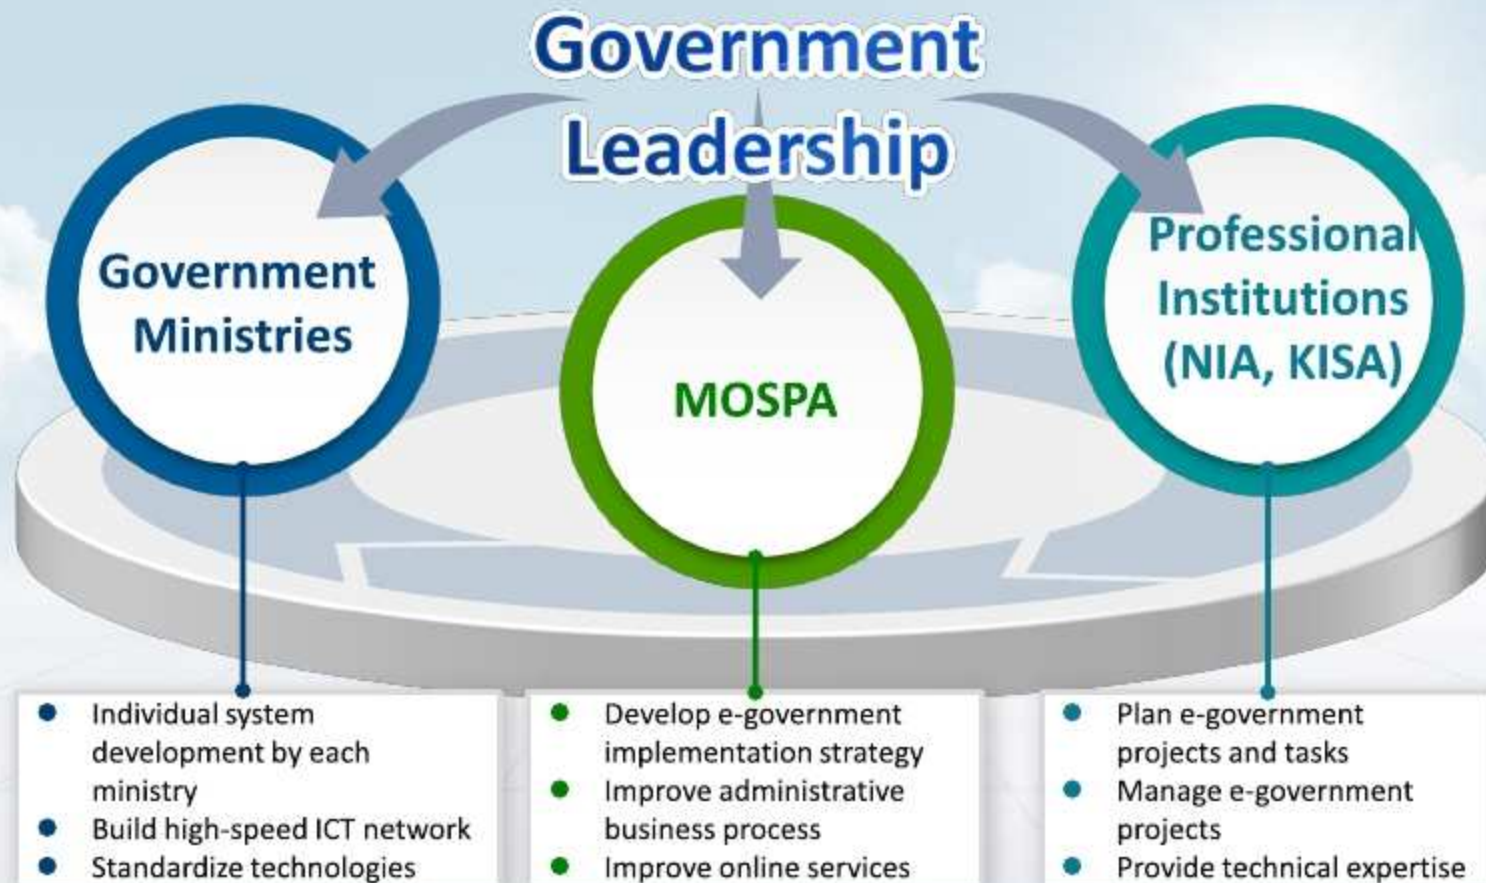 Government
Leadership
Government
Ministries
MOSPA
Professional
Institutions
(NIA, KISA)
● Individual system
development by each
ministry
● Build high-speed ICT network
● Standardize technologies
● Develop e-government
implementation strategy
● Improve administrative
business process
● Improve online services
● Plan e-government
projects and tasks
● Manage e-government
projects
● Provide technical expertise